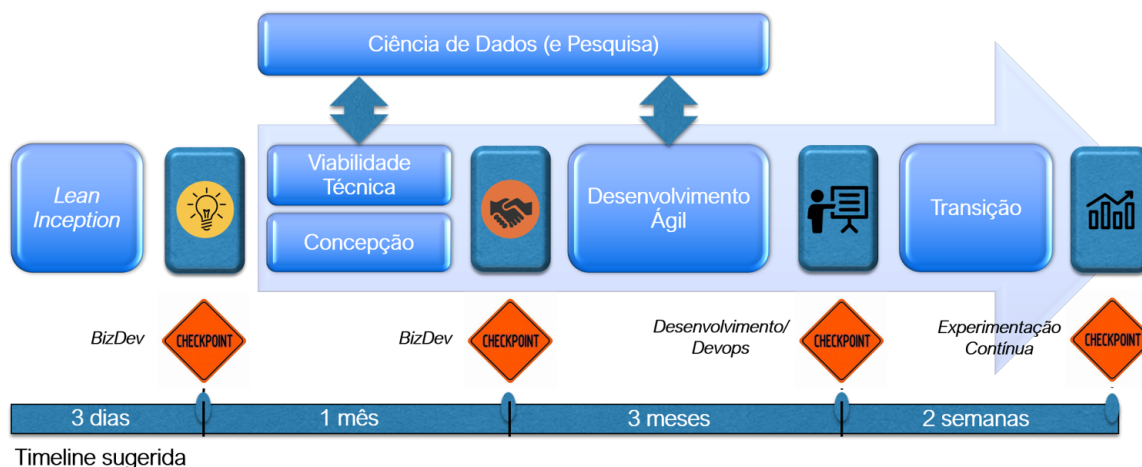 Ciência de Dados (e Pesquisa)
Lean
Inception
Viabilidade
Técnica
Concepção
Desenvolvimento
Ágil
Transição
BizDev
CHECKPOINT
BizDev
CHECKPOINT
Desenvolvimento/
Devops
CHECKPOINT
Experimentação
Contínua
CHECKPOINT
3 dias
1 mês
3 meses
2 semanas
Timeline sugerida